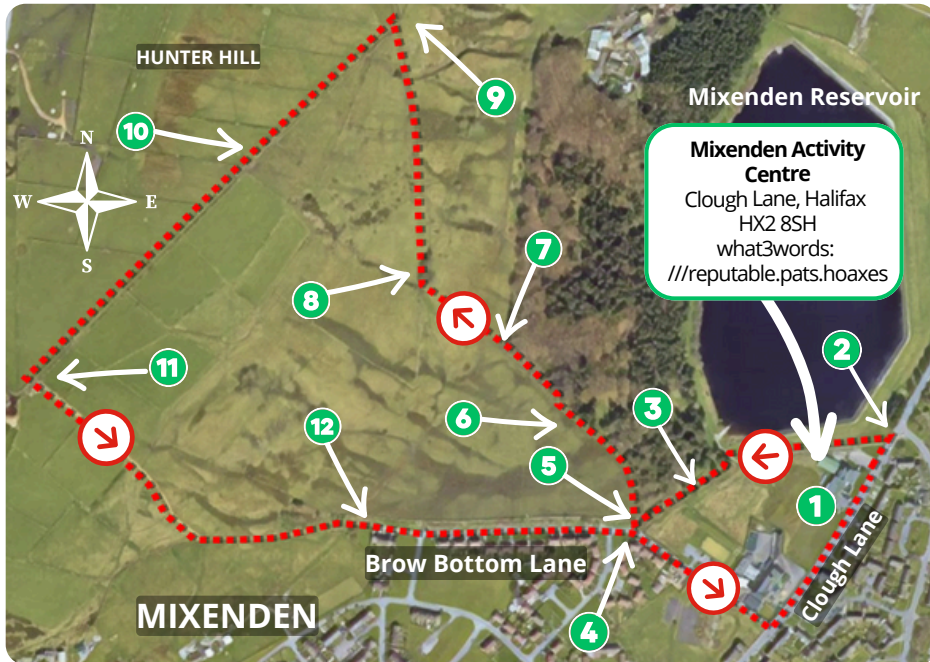 HUNTER HILL
9
Mixenden Reservoir
10
N
W E
S
Mixenden Activity
Centre
Clough Lane, Halifax
HX2 8SH
what3words:
///reputable.pats.hoaxes
7
8
2
11
3
12
6
5
1
Clough Lane
Brow Bottom Lane
MIXENDEN
4